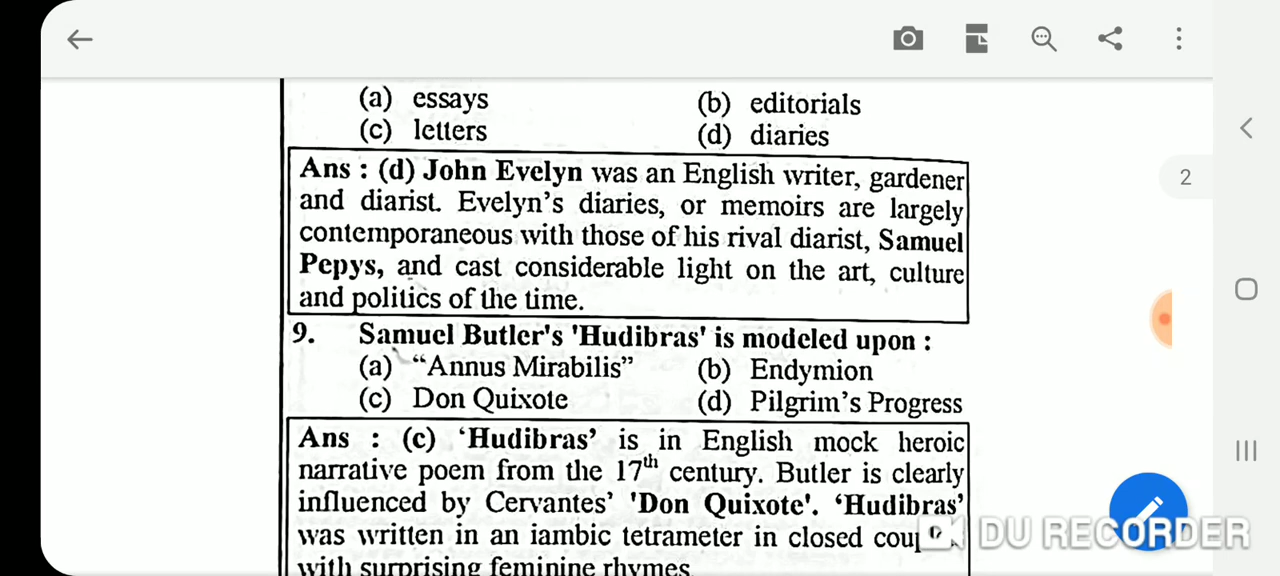 2
(a) essays (b) editorials
(c) letters (d) diaries
Ans : (d) John Evelyn was an English writer, gardener
and diarist. Evelyn's diaries, or memoirs are largely
contemporaneous with those of his rival diarist, Samuel
Pepys, and cast considerable light on the art, culture
and politics of the time.
9. Samuel Butler's 'Hudibras' is modeled upon :
(a) “Annus Mirabilis” (b) Endymion
(c) Don Quixote (d) Pilgrim's Progress
Ans : (c) ‘Hudibras’ is in English mock heroic
narrative poem from the 17th century. Butler is clearly
influenced by Cervantes’ 'Don Quixote'. ‘Hudibras’
was written in an iambic tetrameter in closed
with surprising feminine rhymes.
DU RECORDER